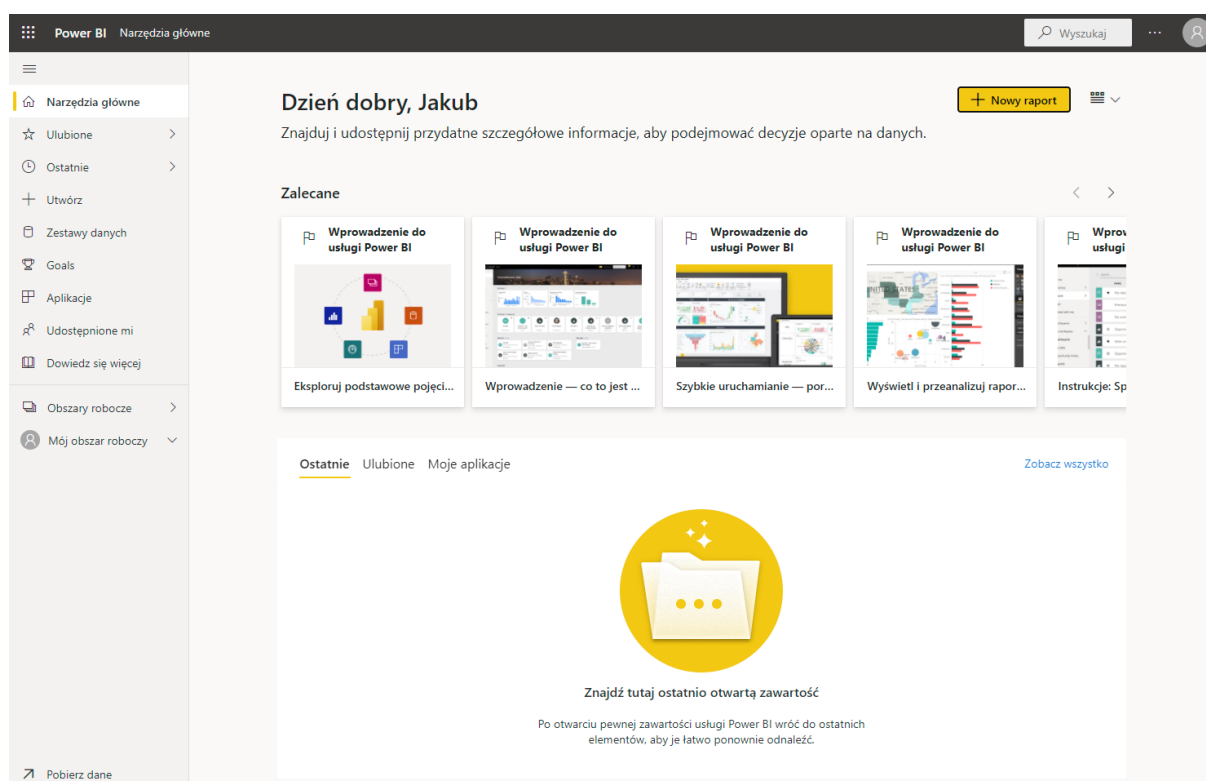 Power BI Narzędzia główne
Wyszukaj
Narzędzia główne
Ulubione
Ostatnie
Utwórz
Zestawy danych
Goals
Aplikacje
Udostępnione mi
Dowiedz się więcej
Obszary robocze
Mój obszar roboczy
Pobierz dane
Dzień dobry, Jakub
Nowy raport
Znajduj i udostępnij przydatne szczegółowe informacje, aby podejmować decyzje oparte na danych.
Zalecane
Wprowadzenie do
usługi Power BI
Eksploruj podstawowe pojęci...
Wprowadzenie do
usługi Power BI
Wprowadzenie — co to jest ...
Wprowadzenie do
usługi Power BI
Szybkie uruchamianie — por...
Wprowadzenie do
usługi Power BI
UNITED STATES
Wyświetl i przeanalizuj rapor...
usługi
Instrukcje: Sp
Ostatnie Ulubione Moje aplikacje
Zobacz wszystko
Znajdź tutaj ostatnio otwartą zawartość
Po otwarciu pewnej zawartości usługi Power BI wróć do ostatnich
elementów, aby je łatwo ponownie odnaleźć.